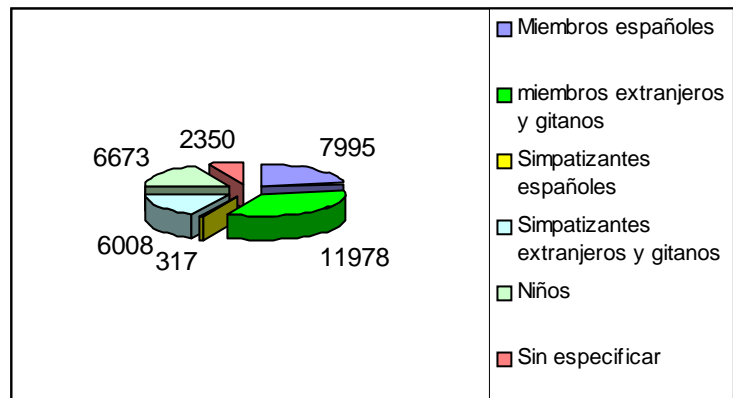 2350
7995
6673
6008
317
11978
Miembros españoles
miembros extranjeros
y gitanos
Simpatizantes
españoles
Simpatizantes
extranjeros y gitanos
Niños
Sin especificar